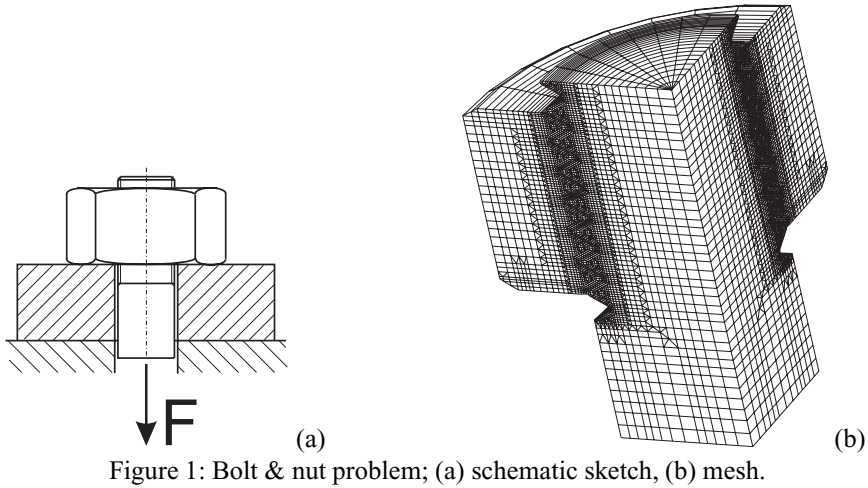 F
(a)
(b)
Figure 1: Bolt & nut problem; (a) schematic sketch, (b) mesh.